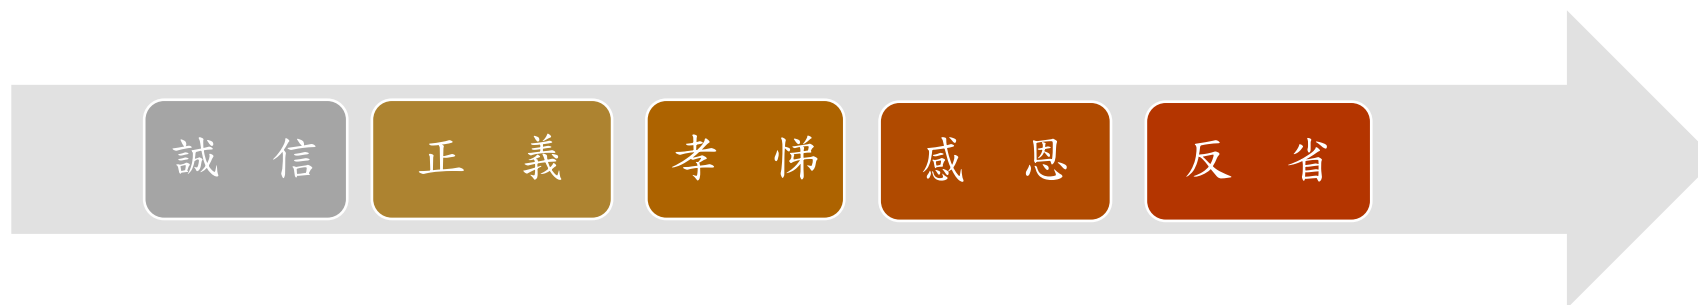 誠　信　正　義　孝　悌　感　恩　反　省